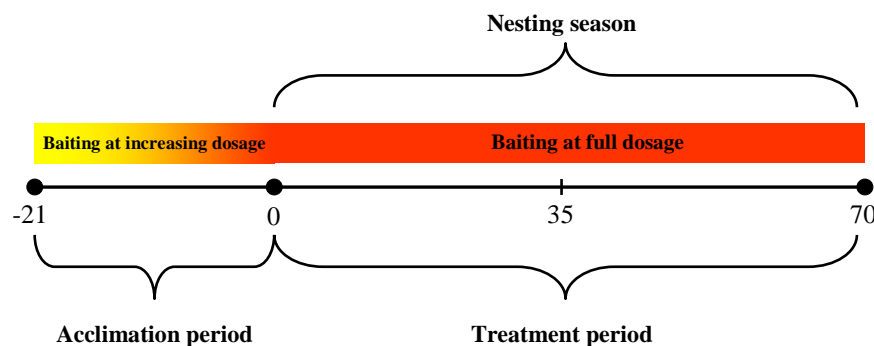 Nesting season
Baiting at increasing dosage Baiting at full dosage
-21 0 35 70
Acclimation period Treatment period